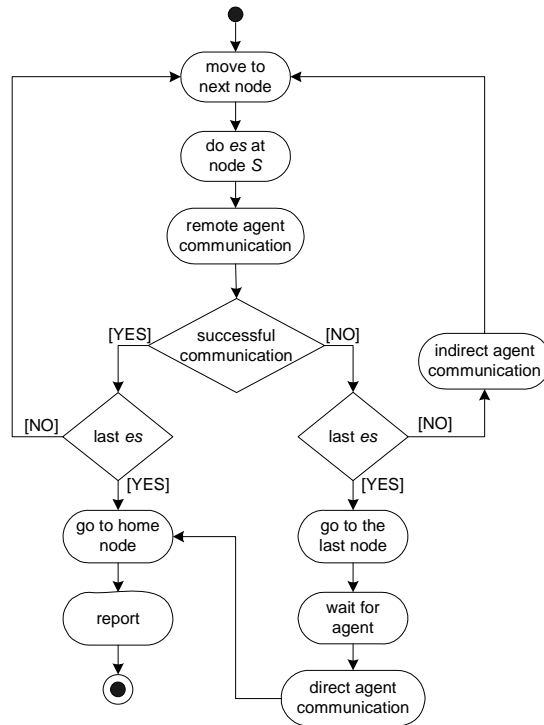 move to
next node
do es at
node S
remote agent
communication
[YES]
successful
communication
[NO]
indirect agent
communication
[NO]
last es
last es
[NO]
[YES]
[YES]
go to home
node
go to the
last node
report
wait for
agent
direct agent
communication